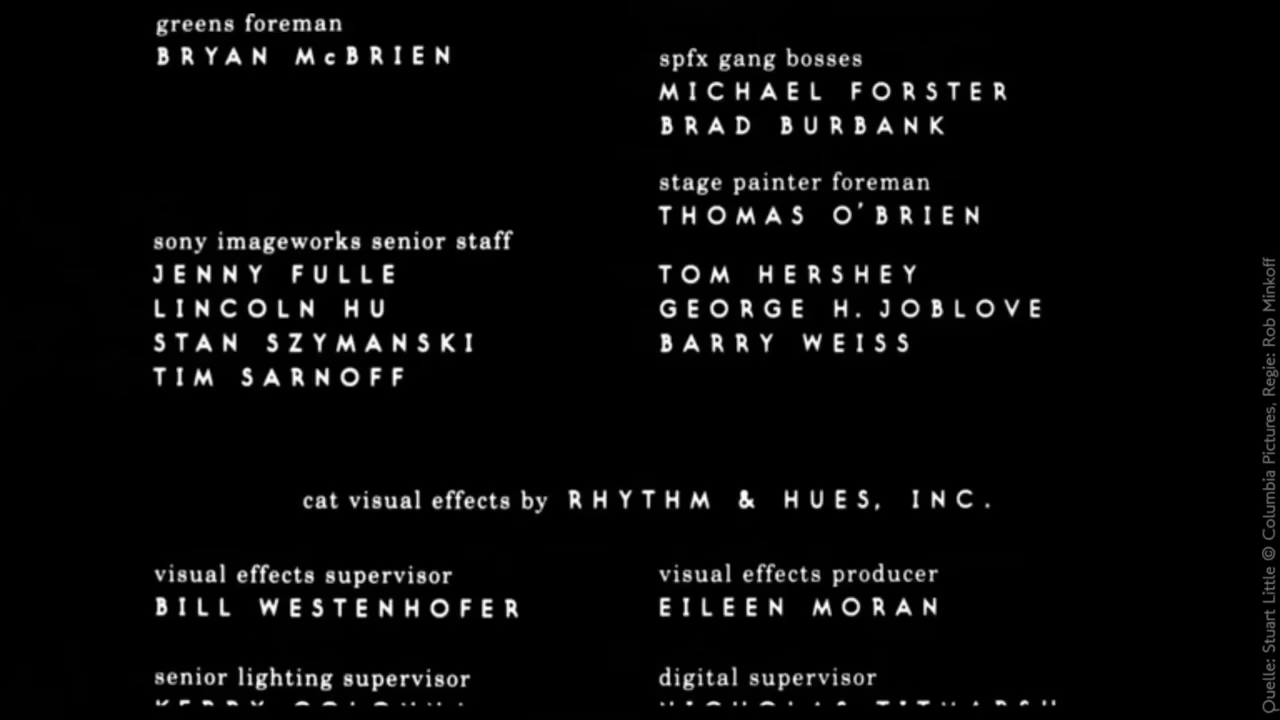 greens foreman
BRYAN McBRIEN
spfx gang bosses
MICHAEL FORSTER
BRAD BURBANK
stage painter foreman
THOMAS O'BRIEN
sony imageworks senior staff
JENNY FULLE
LINCOLN HU
STAN SZYMANSKI
TIM SARNOFF
TOM HERSHEY
GEORGE H. JOBLOVE
BARRY WEISS
cat visual effects by RHYTHM & HUES, INC.
visual effects supervisor
BILL WESTENHOFER
visual effects producer
EILEEN MORAN
senior lighting supervisor
digital supervisor
Quelle: Stuart Little © Columbia Pictures, Regie: Rob Minkoff